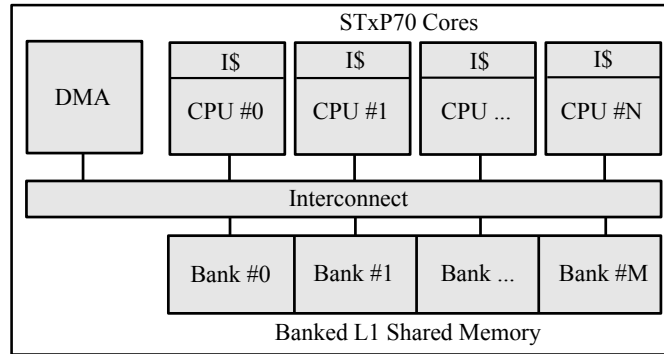 STxP70 Cores
I$ I$ I$ I$
DMA CPU #0 CPU #1 CPU ... CPU #N
Interconnect
Bank #0 Bank #1 Bank ... Bank #M
Banked L1 Shared Memory